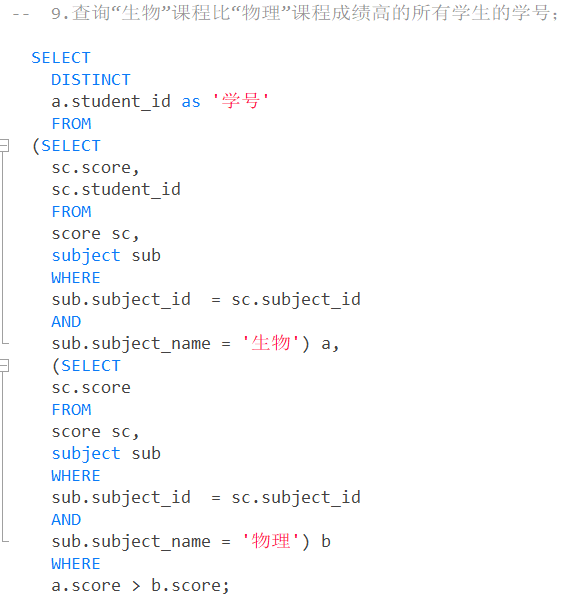 -- 9.查询“生物”课程比“物理”课程成绩高的所有学生的学号；
SELECT
DISTINCT
a.student_id as '学号'
FROM
(SELECT
sc.score,
sc.student_id
FROM
score sc,
subject sub
WHERE
sub.subject_id  = sc.subject_id
AND
sub.subject_name = '生物') a,
(SELECT
sc.score
FROM
score sc,
subject sub
WHERE
sub.subject_id  = sc.subject_id
AND
sub.subject_name = '物理') b
WHERE
a.score > b.score;